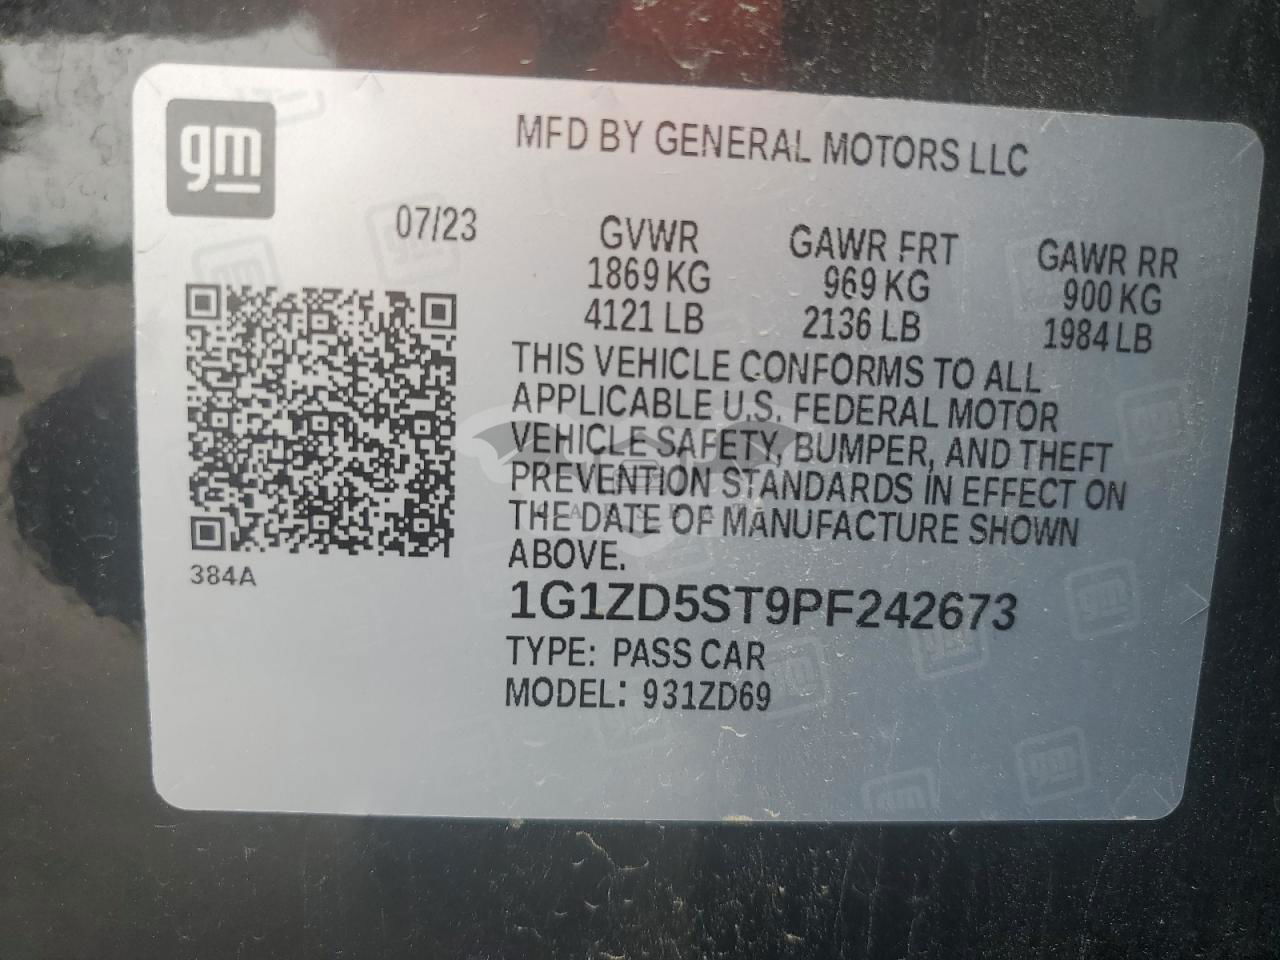 gm
MFD BY GENERAL MOTORS LLC
07/23
GVWR
1869 KG
4121 LB
GAWR FRT
969 KG
2136 LB
GAWR RR
900 KG
1984 LB
THIS VEHICLE CONFORMS TO ALL
APPLICABLE U.S. FEDERAL MOTOR
VEHICLE SAFETY, BUMPER, AND THEFT
PREVENTION STANDARDS IN EFFECT ON
THE DATE OF MANUFACTURE SHOWN
ABOVE.
384A
1G1ZD5ST9PF242673
TYPE: PASS CAR
MODEL: 931ZD69